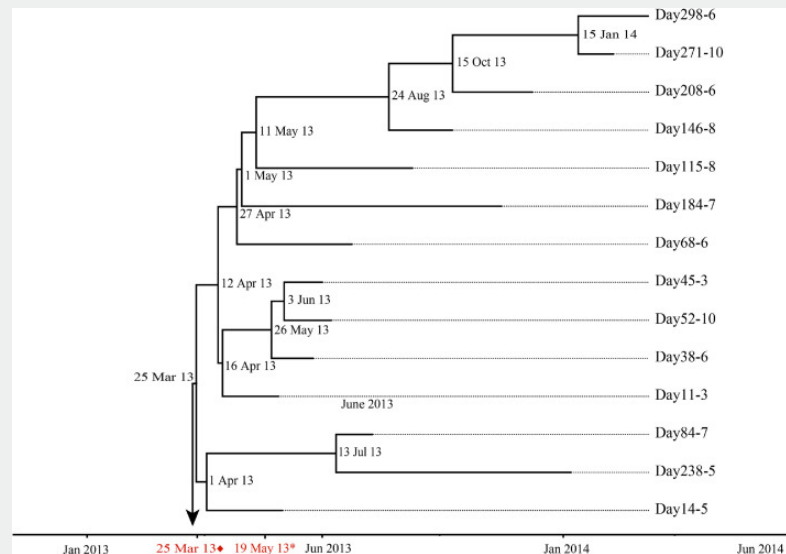 Day298-6
15 Jan 14
Day271-10
15 Oct 13
Day208-6
24 Aug 13
Day146-8
11 May 13
Day115-8
1 May 13
Day184-7
27 Apr 13
Day68-6
12 Apr 13
Day45-3
3 Jun 13
Day52-10
26 May 13
Day38-6
16 Apr 13
25 Mar 13
Day11-3
June 2013
Day84-7
13 Jul 13
Day238-5
1 Apr 13
Day14-5
Jan 2013 25 Mar 13♦ 19 May 13* Jun 2013 Jan 2014 Jun 2014